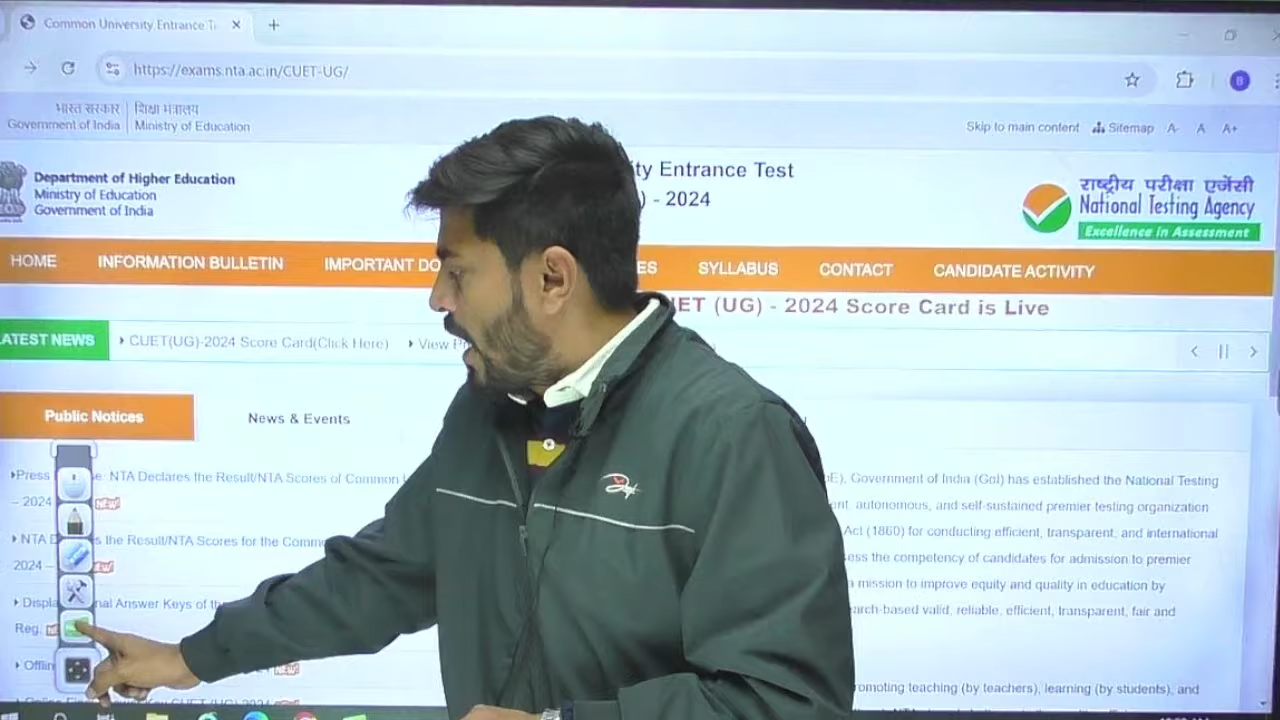 Common University Entrance T
https://exams.nta.ac.in/CUET-UG/
भारत सरकार
Government of India
शिक्षा मंत्रालय
Ministry of Education
Skip to main content
Sitemap
A-
A
A+
Department of Higher Education
Ministry of Education
Government of India
ity Entrance Test
) - 2024
राष्ट्रीय परीक्षा एजेंसी
National Testing Agency
Excellence in Assessment
HOME
INFORMATION BULLETIN
IMPORTANT DO
ES
SYLLABUS
CONTACT
CANDIDATE ACTIVITY
UET (UG) - 2024 Score Card is Live
ATEST NEWS
CUET(UG)-2024 Score Card(Click Here)
View
Public Notices
News & Events
Press
e: NTA Declares the Result/NTA Scores of Common
– 2024
NEW!
NTA D
s the Result/NTA Scores for the Comm
2024 –
Displa
nal Answer Keys of th
Reg.
Offlin
NEW!
E), Government of India (GoI) has established the National Testing
nt, autonomous, and self-sustained premier testing organization
Act (1860) for conducting efficient, transparent, and international
ess the competency of candidates for admission to premier
a mission to improve equity and quality in education by
arch-based valid, reliable, efficient, transparent, fair and
romoting teaching (by teachers), learning (by students), and